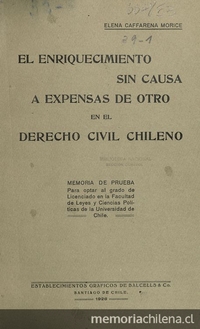 ELENA CAFFARENA MORICE
29-1
EL ENRIQUECIMIENTO
SIN CAUSA
A EXPENSAS DE OTRO
EN EL
DERECHO CIVIL CHILENO
MEMORIA DE PRUEBA
Para optar al grado de
Licenciado en la Facultad
de Leyes y Ciencias Polí-
ticas de la Universidad de
Chile.
ESTABLECIMIENTOS GRÁFICOS DE BALCELLS & Co.
SANTIAGO DE CHILE
memoriachilena.cl